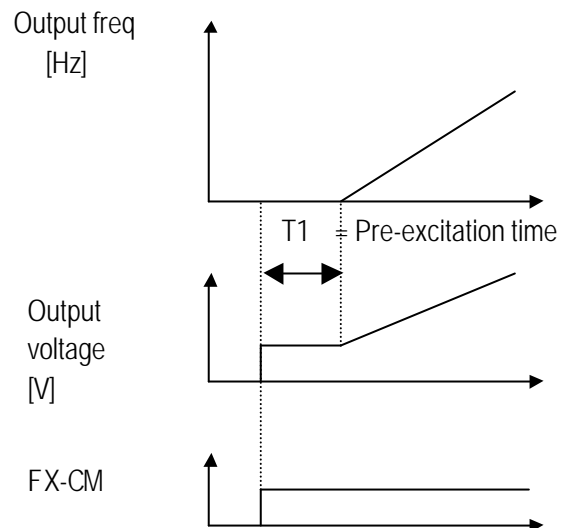 Output freq
[Hz]
T1 = Pre-excitation time
Output
voltage
[V]
FX-CM